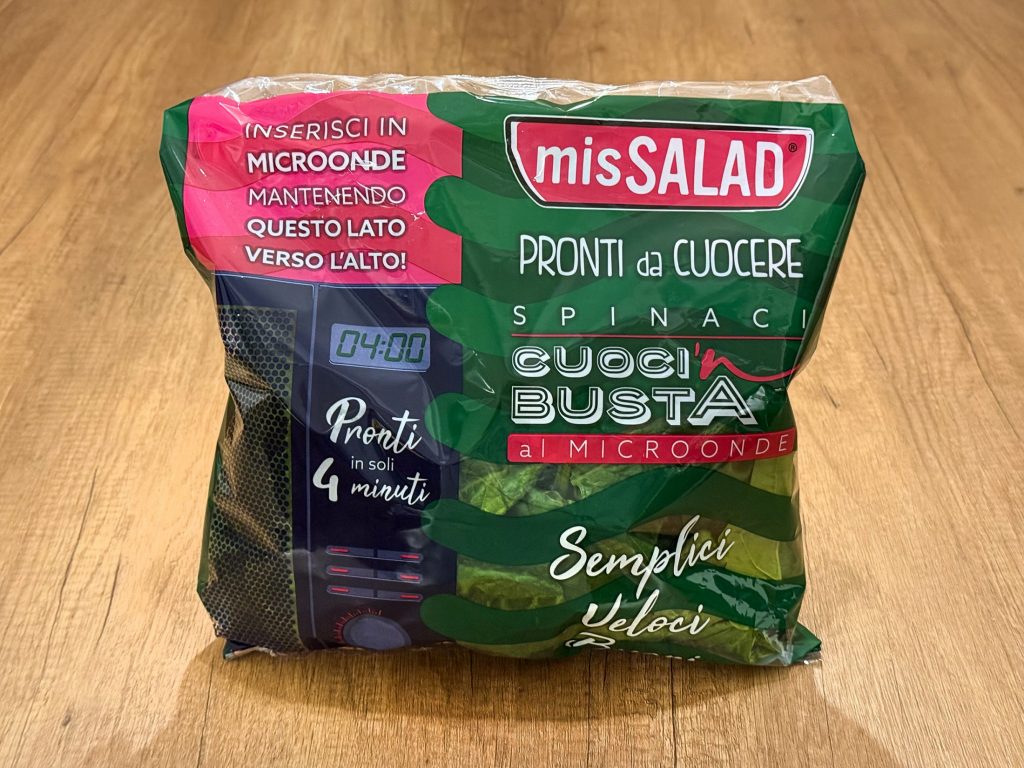 INSERISCI IN
MICROONDE
MANTENENDO
QUESTO LATO
VERSO L'ALTO!
04:00
Pronti
in soli
4 minuti
misSALAD®
PRONTI da CUOCERE
SPINACI
CUOCI'n
BUSTA
al MICROONDE
Semplici
Veloci